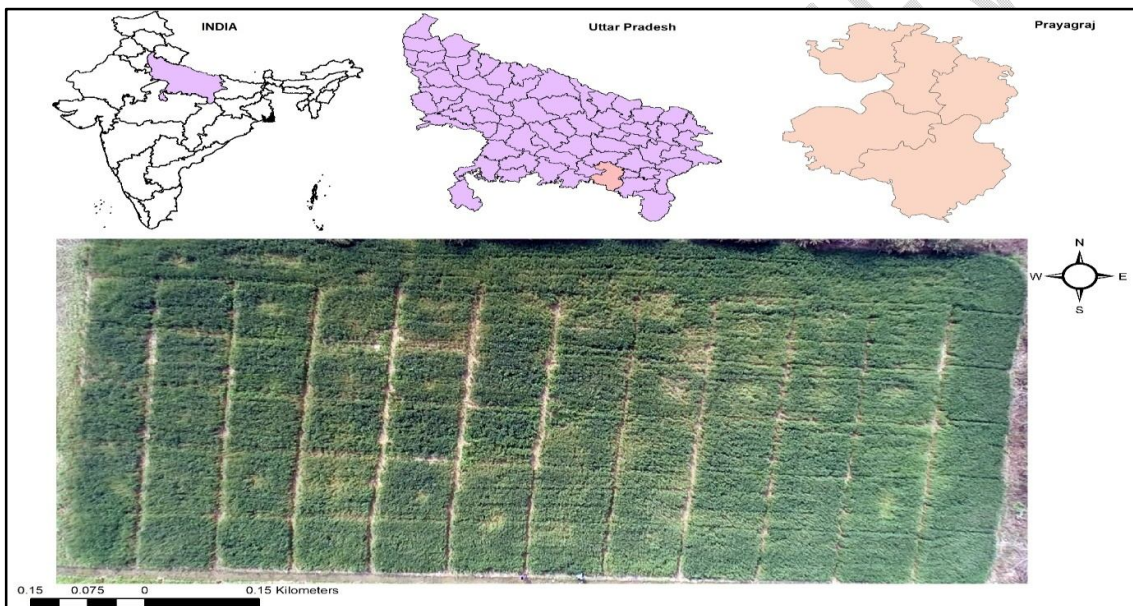 INDIA
Uttar Pradesh
Prayagraj
N
W E
S
0.15 0.075 0 0.15 Kilometers